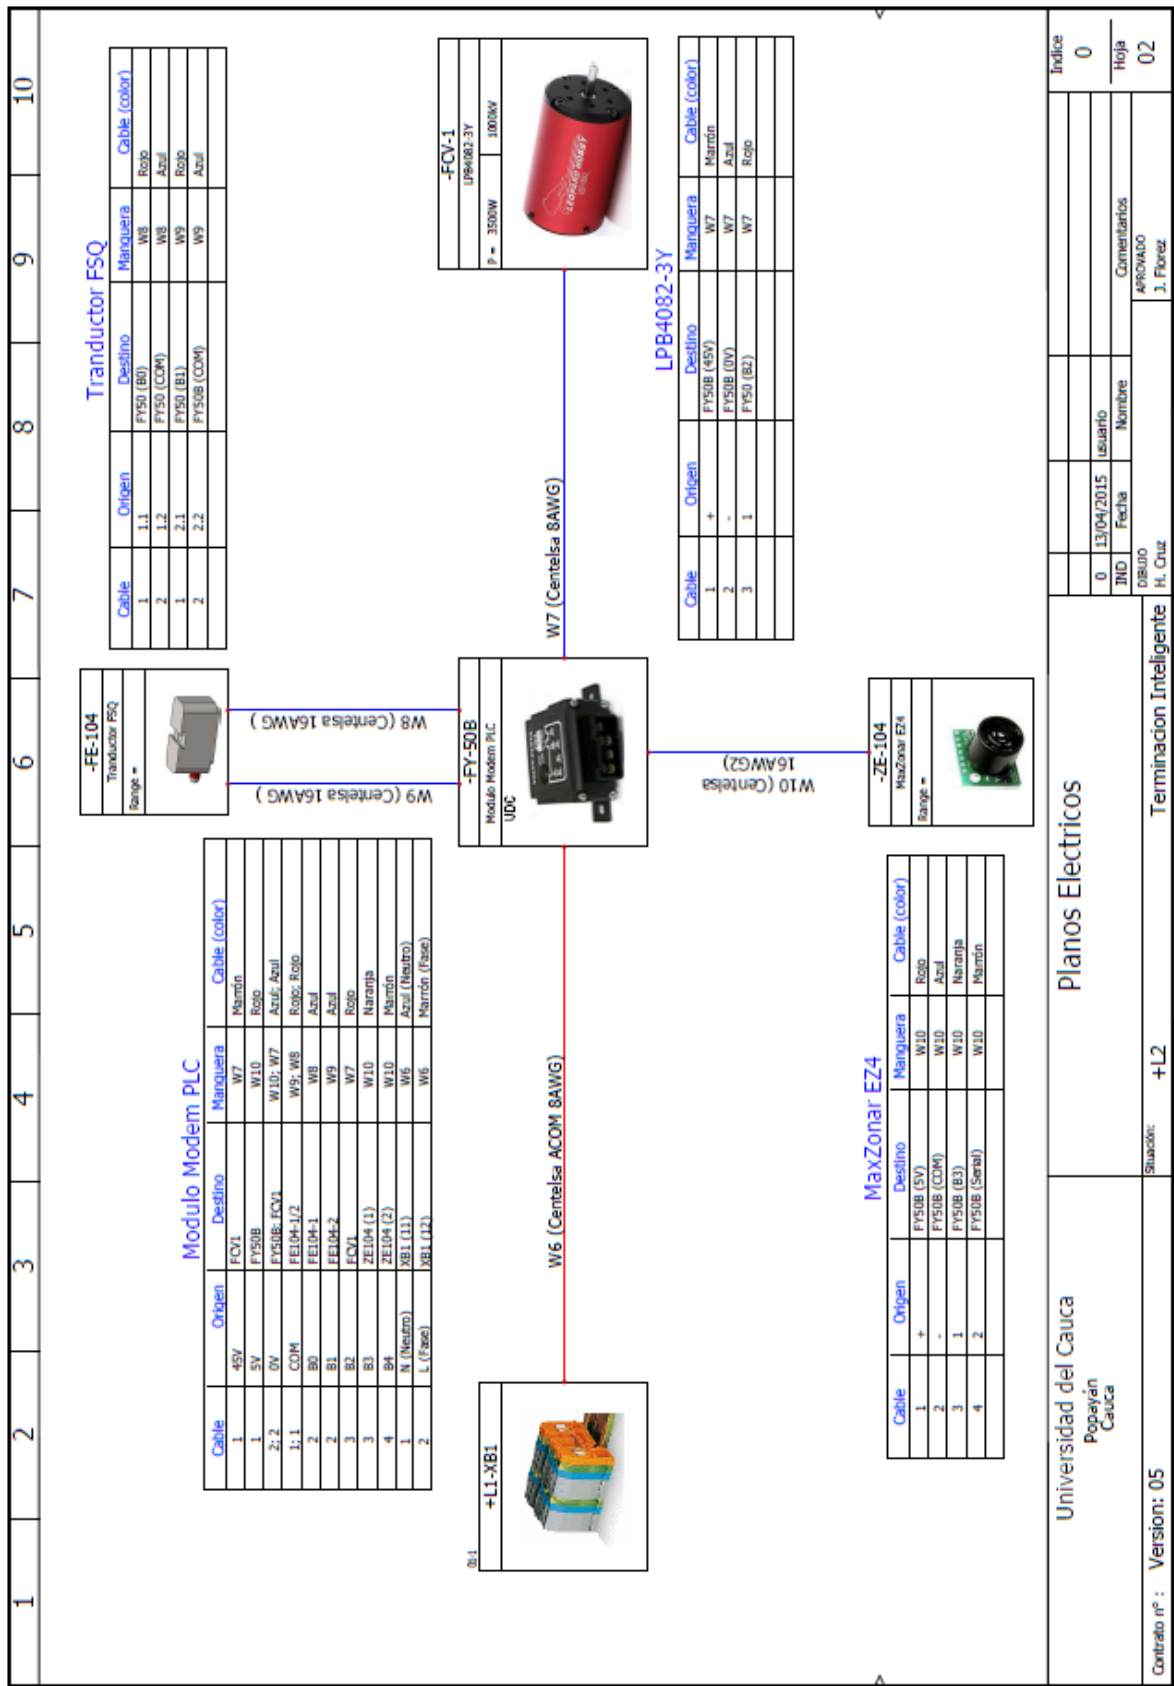 1 2 3 4 5 6 7 8 9 10
-FE-104
Tranductor FSQ
Range =
Tranductor FSQ
Cable Origen Destino Manguera Cable (color)
1 1.1 FY50 (B0) W8 Rojo
2 1.2 FY50 (COM) W8 Azul
1 2.1 FY50 (B1) W9 Rojo
2 2.2 FY50B (COM) W9 Azul
Modulo Modem PLC
Cable Origen Destino Manguera Cable (color)
1 45V FCV1 W7 Marrón
1 5V FY50B W10 Rojo
2; 2 0V FY50B; FCV1 W10; W7 Azul; Azul
1; 1 COM FE104-1/2 W9; W8 Rojo; Rojo
2 B0 FE104-1 W8 Azul
2 B1 FE104-2 W9 Azul
3 B2 FCV1 W7 Rojo
3 B3 ZE104 (1) W10 Naranja
4 B4 ZE104 (2) W10 Marrón
1 N (Neutro) XB1 (11) W6 Azul (Neutro)
2 L (Fase) XB1 (12) W6 Marrón (Fase)
W9 (Centelsa 16AWG )
W8 (Centelsa 16AWG )
01-1
+L1-XB1
W6 (Centelsa ACOM 8AWG)
-FY-50B
Modulo Modem PLC
UDC
W7 (Centelsa 8AWG)
-FCV-1
LPB4082-3Y
P = 3500W 1000kV
LEOPARD HOBBY
W10 (Centelsa
16AWG2)
LPB4082-3Y
Cable Origen Destino Manguera Cable (color)
1 + FY50B (45V) W7 Marrón
2 - FY50B (0V) W7 Azul
3 1 FY50 (B2) W7 Rojo
-ZE-104
MaxZonar EZ4
Range =
MaxZonar EZ4
Cable Origen Destino Manguera Cable (color)
1 + FY50B (5V) W10 Rojo
2 - FY50B (COM) W10 Azul
3 1 FY50B (B3) W10 Naranja
4 2 FY50B (Serial) W10 Marrón
Universidad del Cauca
Popayán
Cauca
Contrato nº : Version: 05
Planos Electricos
Situación:
+L2
Terminacion Inteligente
0 13/04/2015 usuario
IND Fecha Nombre Comentarios
DIBUJO
H. Cruz
APROVADO
J. Florez
Indice
0
Hoja
02